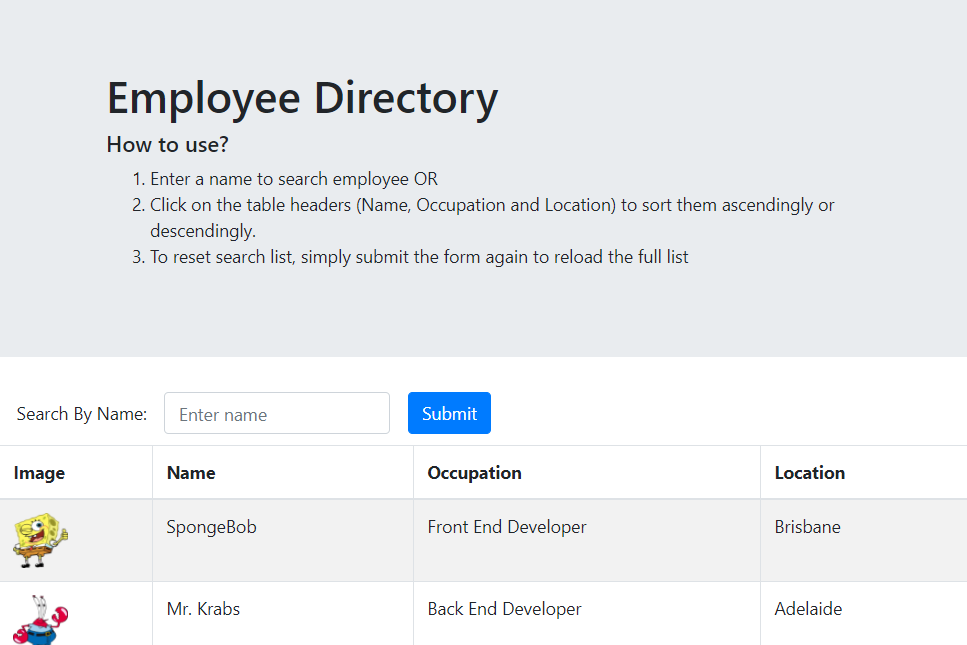 Employee Directory
How to use?
1. Enter a name to search employee OR
2. Click on the table headers (Name, Occupation and Location) to sort them ascendingly or
descendingly.
3. To reset search list, simply submit the form again to reload the full list
Search By Name: Enter name Submit
Image Name Occupation Location
SpongeBob Front End Developer Brisbane
Mr. Krabs Back End Developer Adelaide